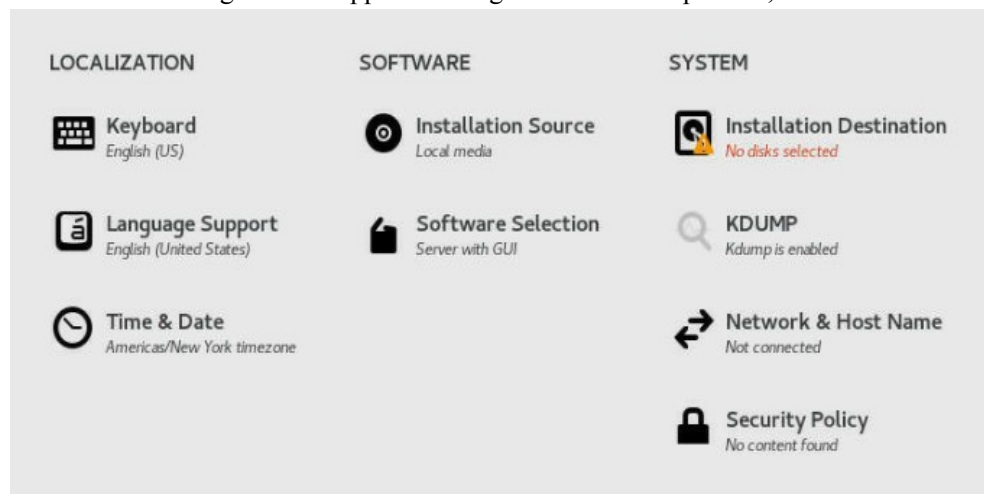 LOCALIZATION
Keyboard
English (US)
Language Support
English (United States)
Time & Date
Americas/New York timezone
SOFTWARE
Installation Source
Local media
Software Selection
Server with GUI
SYSTEM
Installation Destination
No disks selected
KDUMP
Kdump is enabled
Network & Host Name
Not connected
Security Policy
No content found